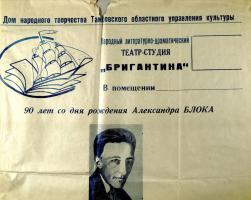 Дом народного творчества Тамбовского областного управления культуры
Народный литературно-драматический
ТЕАТР-СТУДИЯ
„БРИГАНТИНА"
В помещении
90 лет со дня рождения Александра БЛОКА